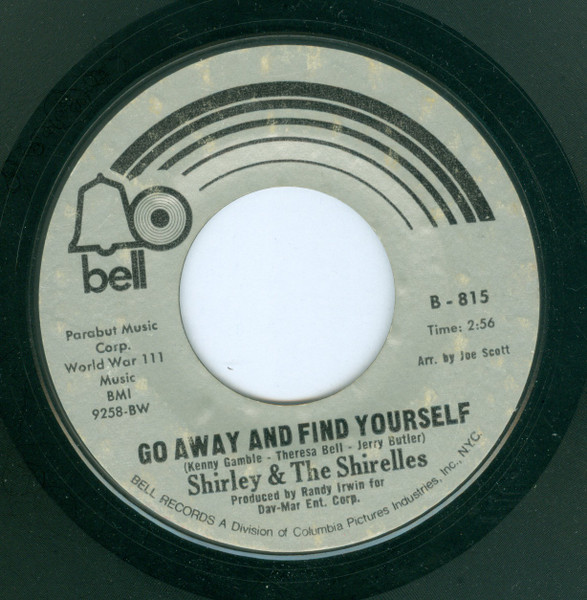 bell
Parabut Music
Corp.
World War 111
Music
BMI
9258-BW
B - 815
Time: 2:56
Arr. by Joe Scott
GO AWAY AND FIND YOURSELF
(Kenny Gamble - Theresa Bell - Jerry Butler)
Shirley & The Shirelles
Produced by Randy Irwin for
Dav-Mar Ent. Corp.
BELL RECORDS A Division of Columbia Pictures Industries, Inc., N.Y.C.